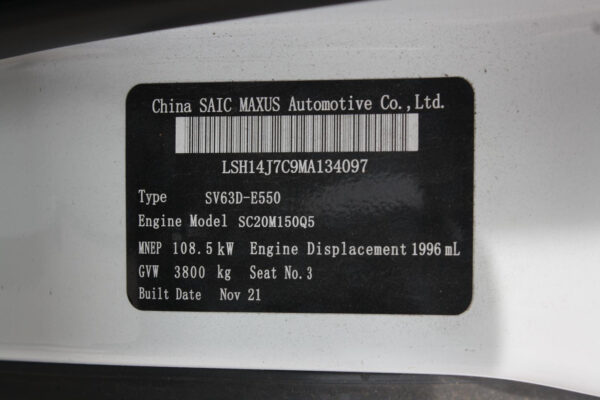 China SAIC MAXUS Automotive Co.,Ltd.
LSH14J7C9MA134097
Type SV63D-E550
Engine Model SC20M150Q5
MNEP 108.5 kW Engine Displacement 1996 mL
GVW 3800 kg Seat No.3
Built Date Nov 21